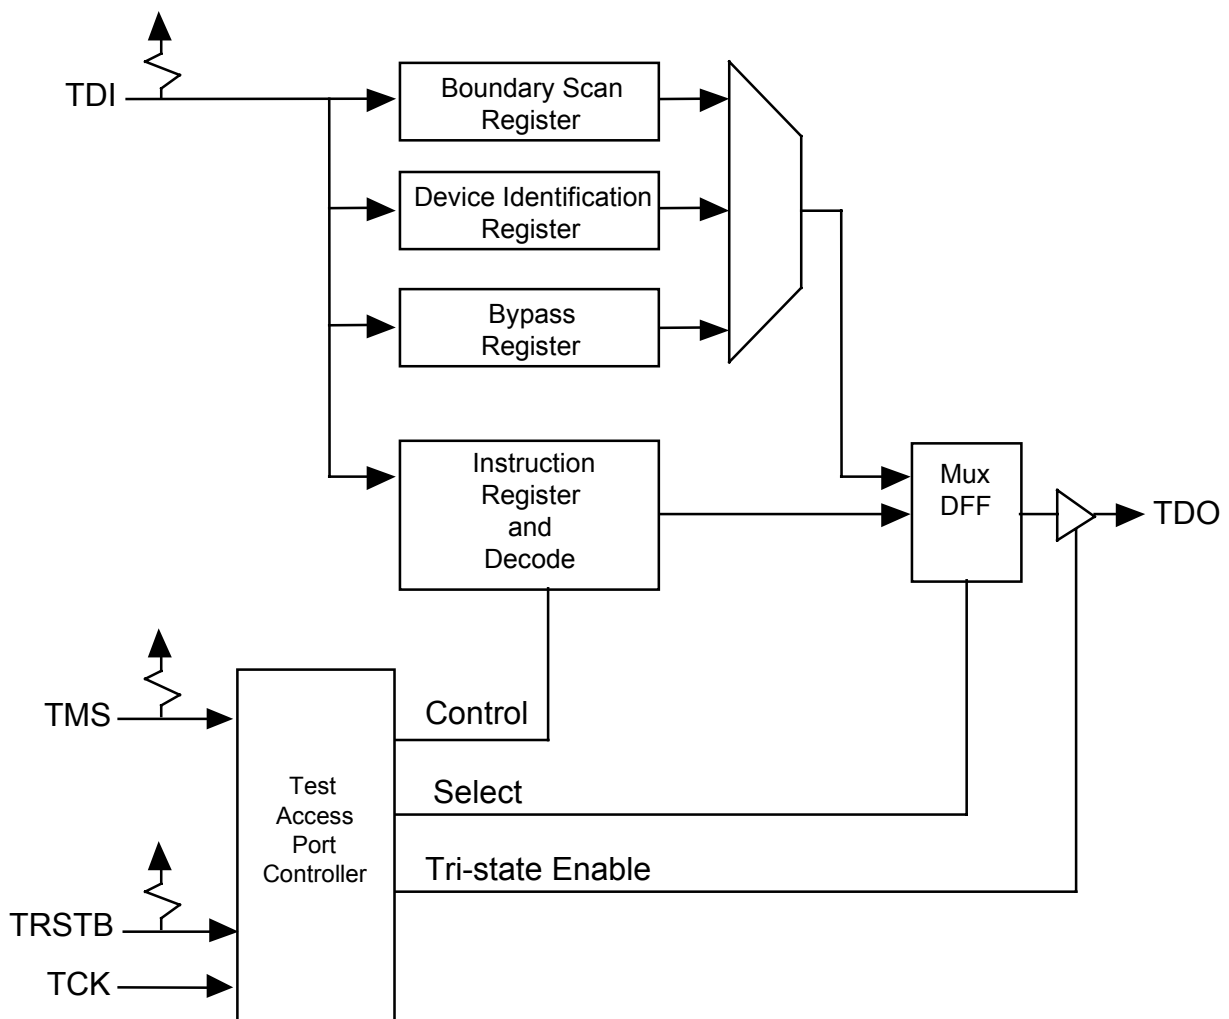 TDI
Boundary Scan
Register
Device Identification
Register
Bypass
Register
Instruction
Register
and
Decode
Mux
DFF
TDO
TMS
Control
Test
Access
Port
Controller
Select
Tri-state Enable
TRSTB
TCK